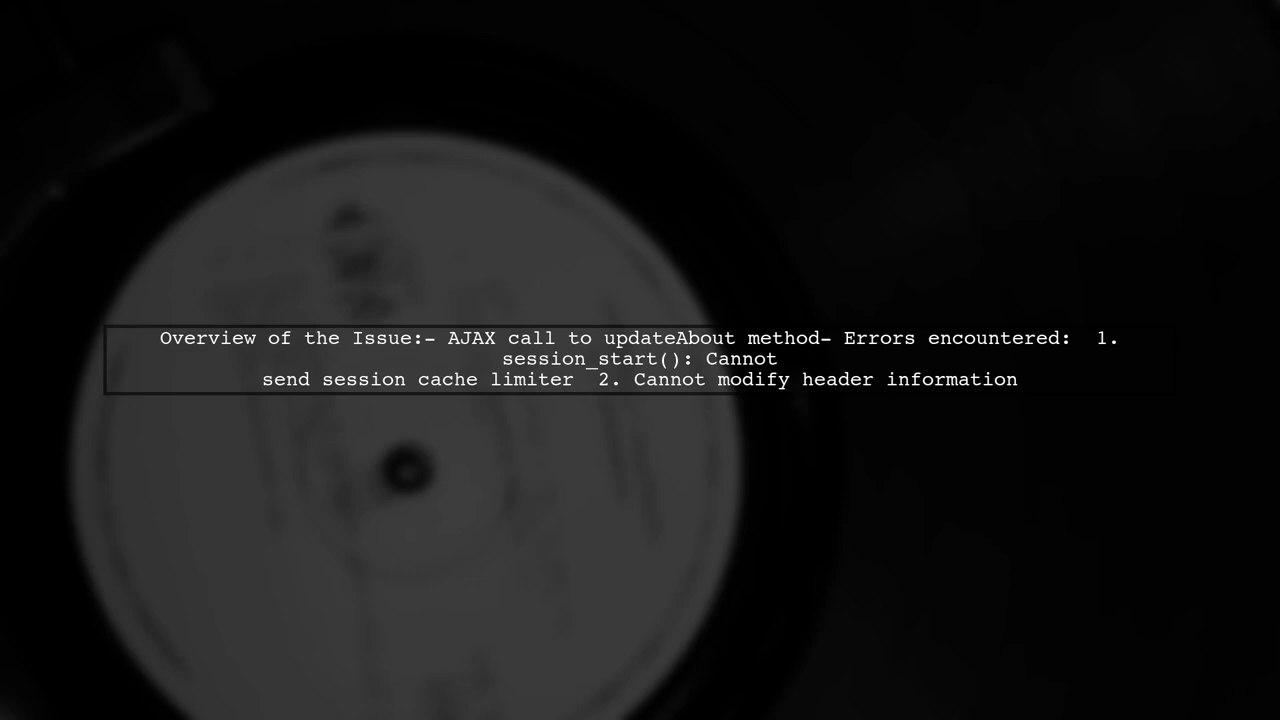 Overview of the Issue:- AJAX call to updateAbout method- Errors encountered:  1.
session_start(): Cannot
send session cache limiter  2. Cannot modify header information